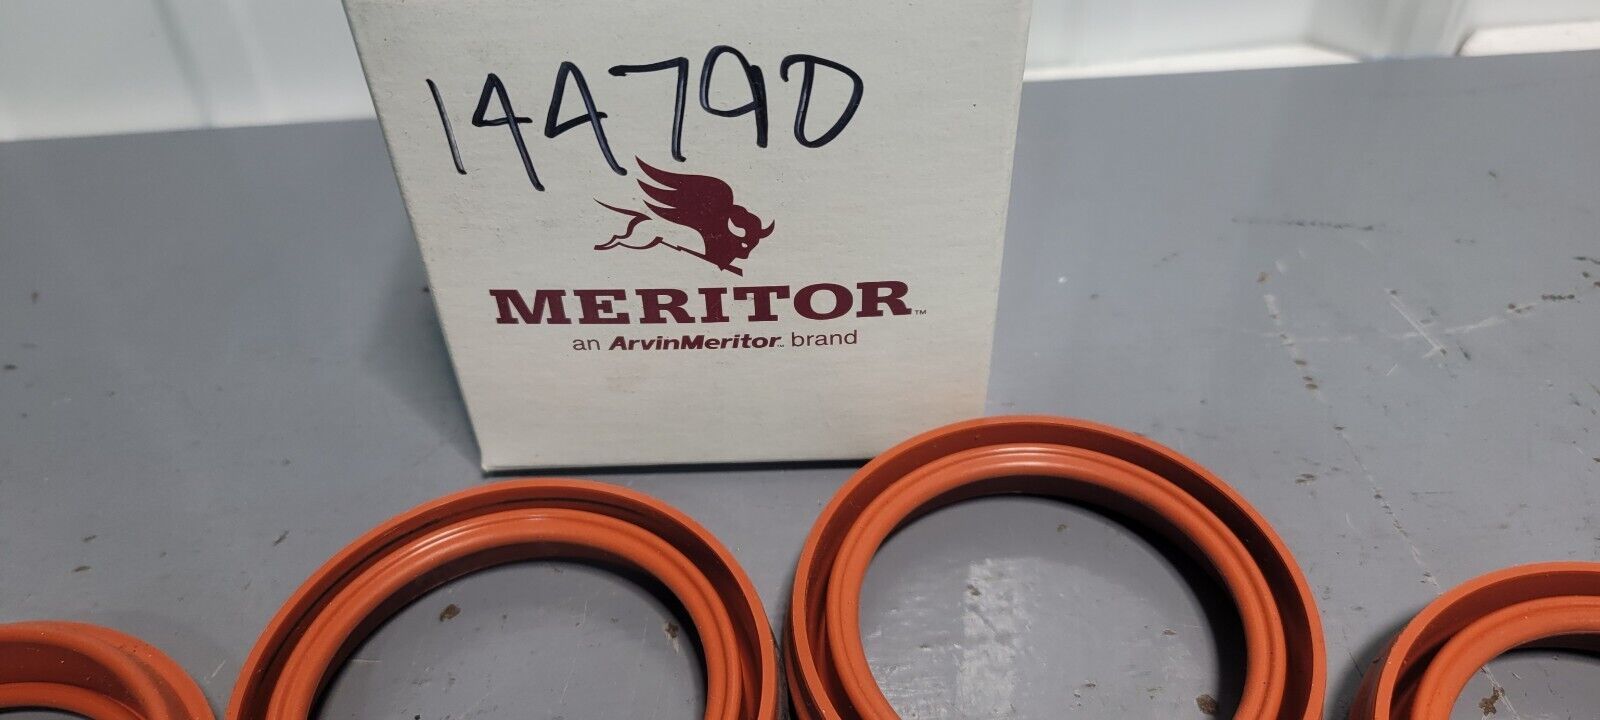 144790
MERITOR™
an ArvinMeritor™ brand